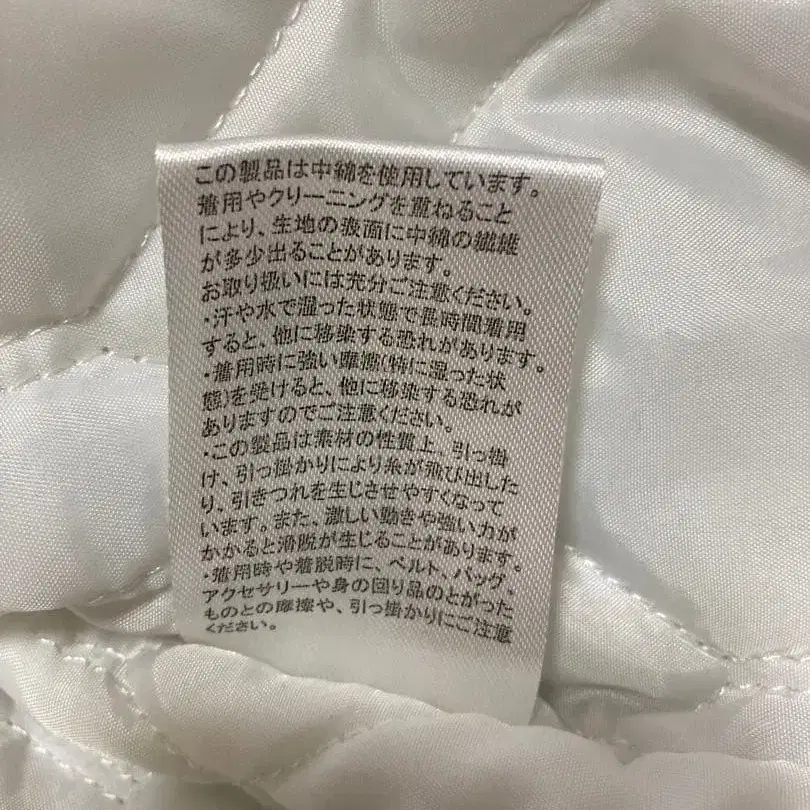 この製品は中綿を使用しています。
着用やクリーニングを重ねること
により、生地の表面に中綿の繊維
が多少出ることがあります。
お取り扱いには充分ご注意ください。
・汗や水で湿った状態で長時間着用
すると、他に移染する恐れがあります。
・着用時に強い摩擦(特に湿った状
態)を受けると、他に移染する恐れが
ありますのでご注意ください。
・この製品は素材の性質上、引っ掛
け、引っ掛かりにより糸が飛び出した
り、引きつれを生じさせやすくなって
います。また、激しい動きや強い力が
かかると滑脱が生じることがあります。
・着用時や着脱時に、ベルト、バッグ、
アクセサリーや身の回り品のとがった
ものとの摩擦や、引っ掛かりにご注意
ください。